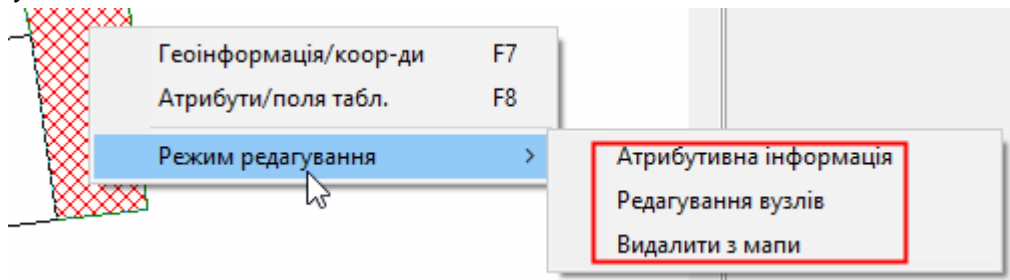 Геоінформація/коор-ди F7
Атрибути/поля табл. F8
Режим редагування >
Атрибутивна інформація
Редагування вузлів
Видалити з мапи